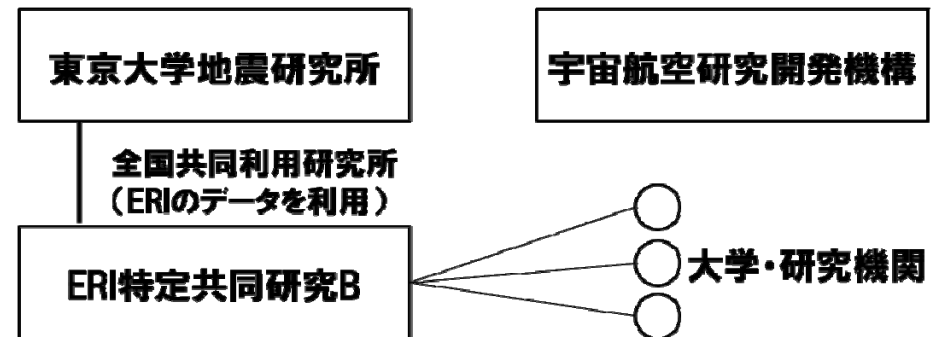 東京大学地震研究所
宇宙航空研究開発機構
全国共同利用研究所
（ERIのデータを利用）
ERI特定共同研究B
大学・研究機関